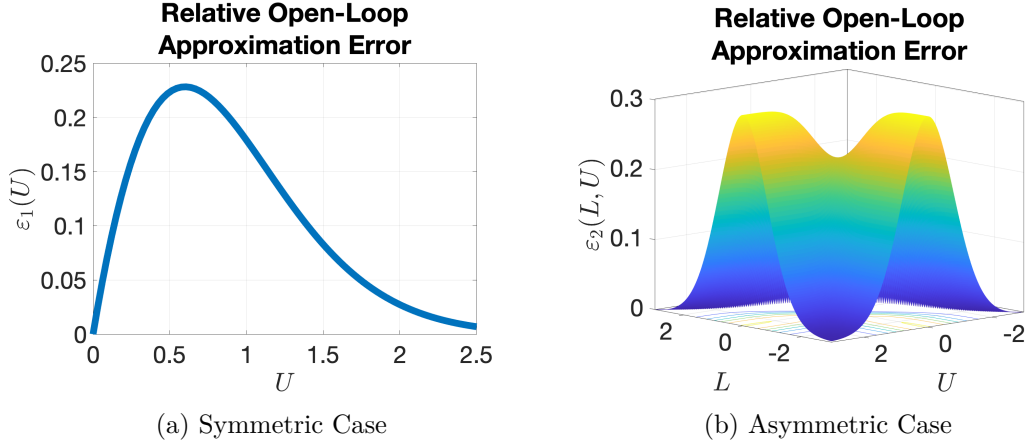 Relative Open-Loop
Approximation Error
0.25
0.2
0.15
0.1
0.05
0
ε₁(U)
0 0.5 1 1.5 2 2.5
U
(a) Symmetric Case
Relative Open-Loop
Approximation Error
0.3
0.2
0.1
0
ε₂(L, U)
2 0 -2
L
2 0 -2
U
(b) Asymmetric Case